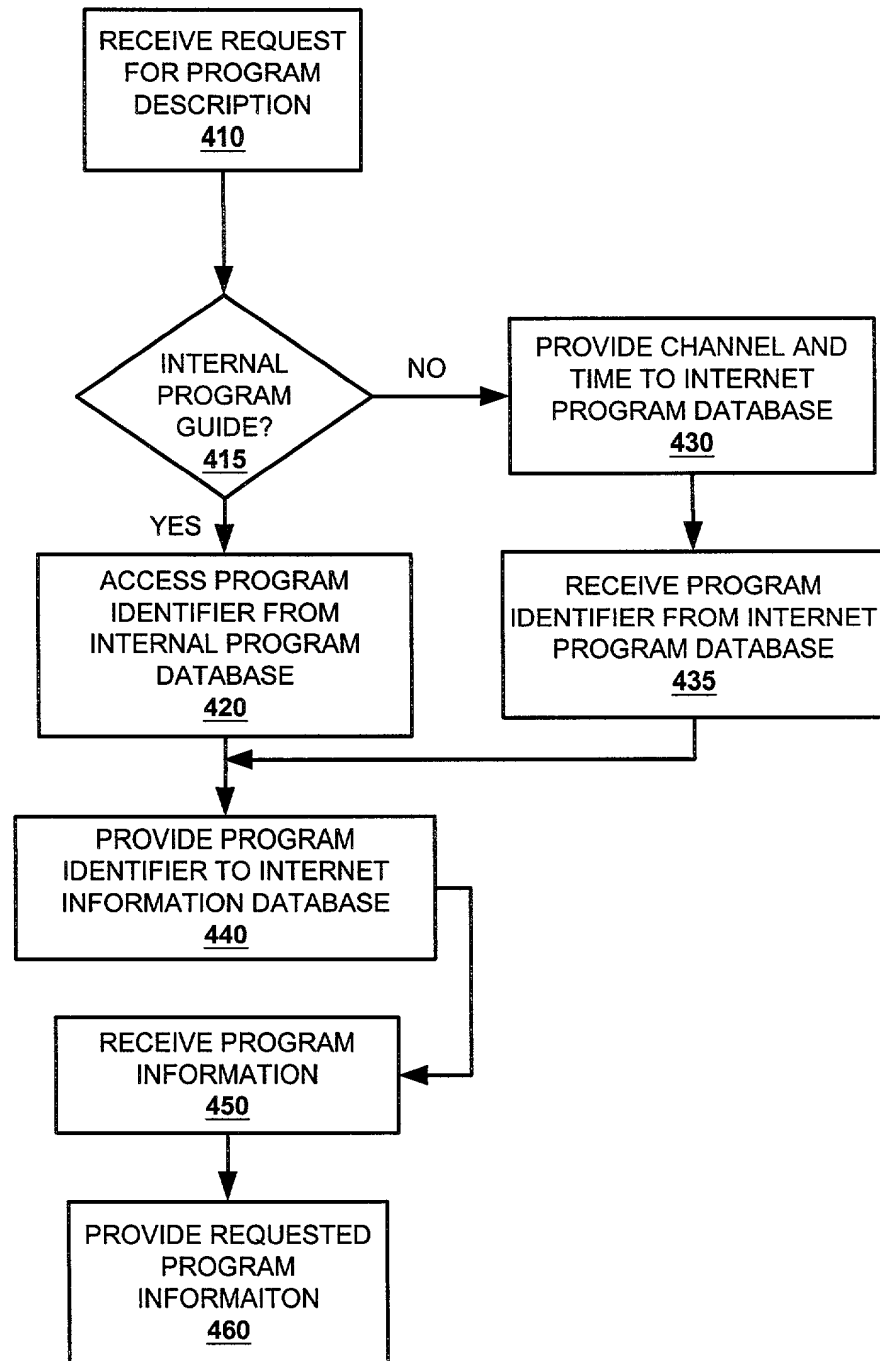 RECEIVE REQUEST
FOR PROGRAM
DESCRIPTION
410
INTERNAL
PROGRAM
GUIDE?
415
NO
PROVIDE CHANNEL AND
TIME TO INTERNET
PROGRAM DATABASE
430
YES
ACCESS PROGRAM
IDENTIFIER FROM
INTERNAL PROGRAM
DATABASE
420
RECEIVE PROGRAM
IDENTIFIER FROM INTERNET
PROGRAM DATABASE
435
PROVIDE PROGRAM
IDENTIFIER TO INTERNET
INFORMATION DATABASE
440
RECEIVE PROGRAM
INFORMATION
450
PROVIDE REQUESTED
PROGRAM
INFORMAITON
460